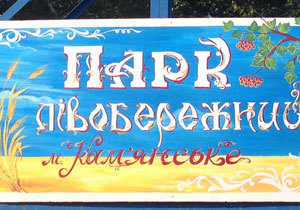 ПАРК
лівобережний
м. Кам'янське